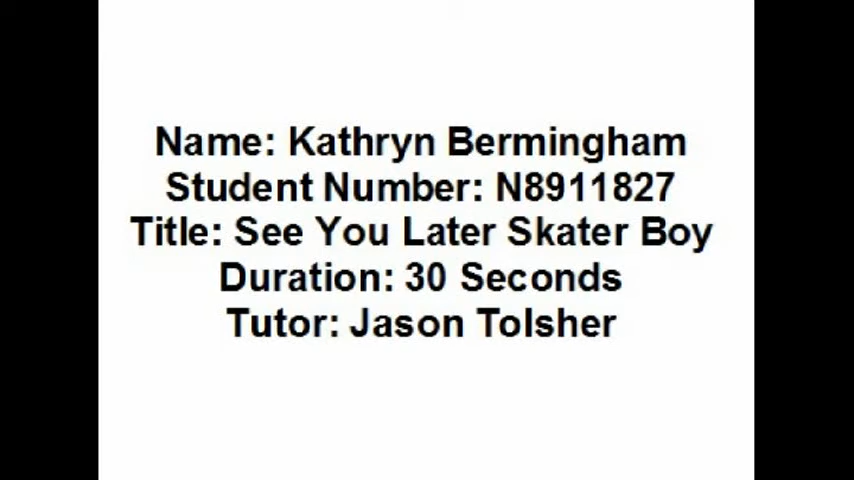 Name: Kathryn Bermingham
Student Number: N8911827
Title: See You Later Skater Boy
Duration: 30 Seconds
Tutor: Jason Tolsher